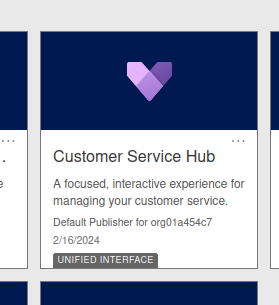 ...
...
.
Customer Service Hub
e
A focused, interactive experience for
managing your customer service.
Default Publisher for org01a454c7
2/16/2024
UNIFIED INTERFACE